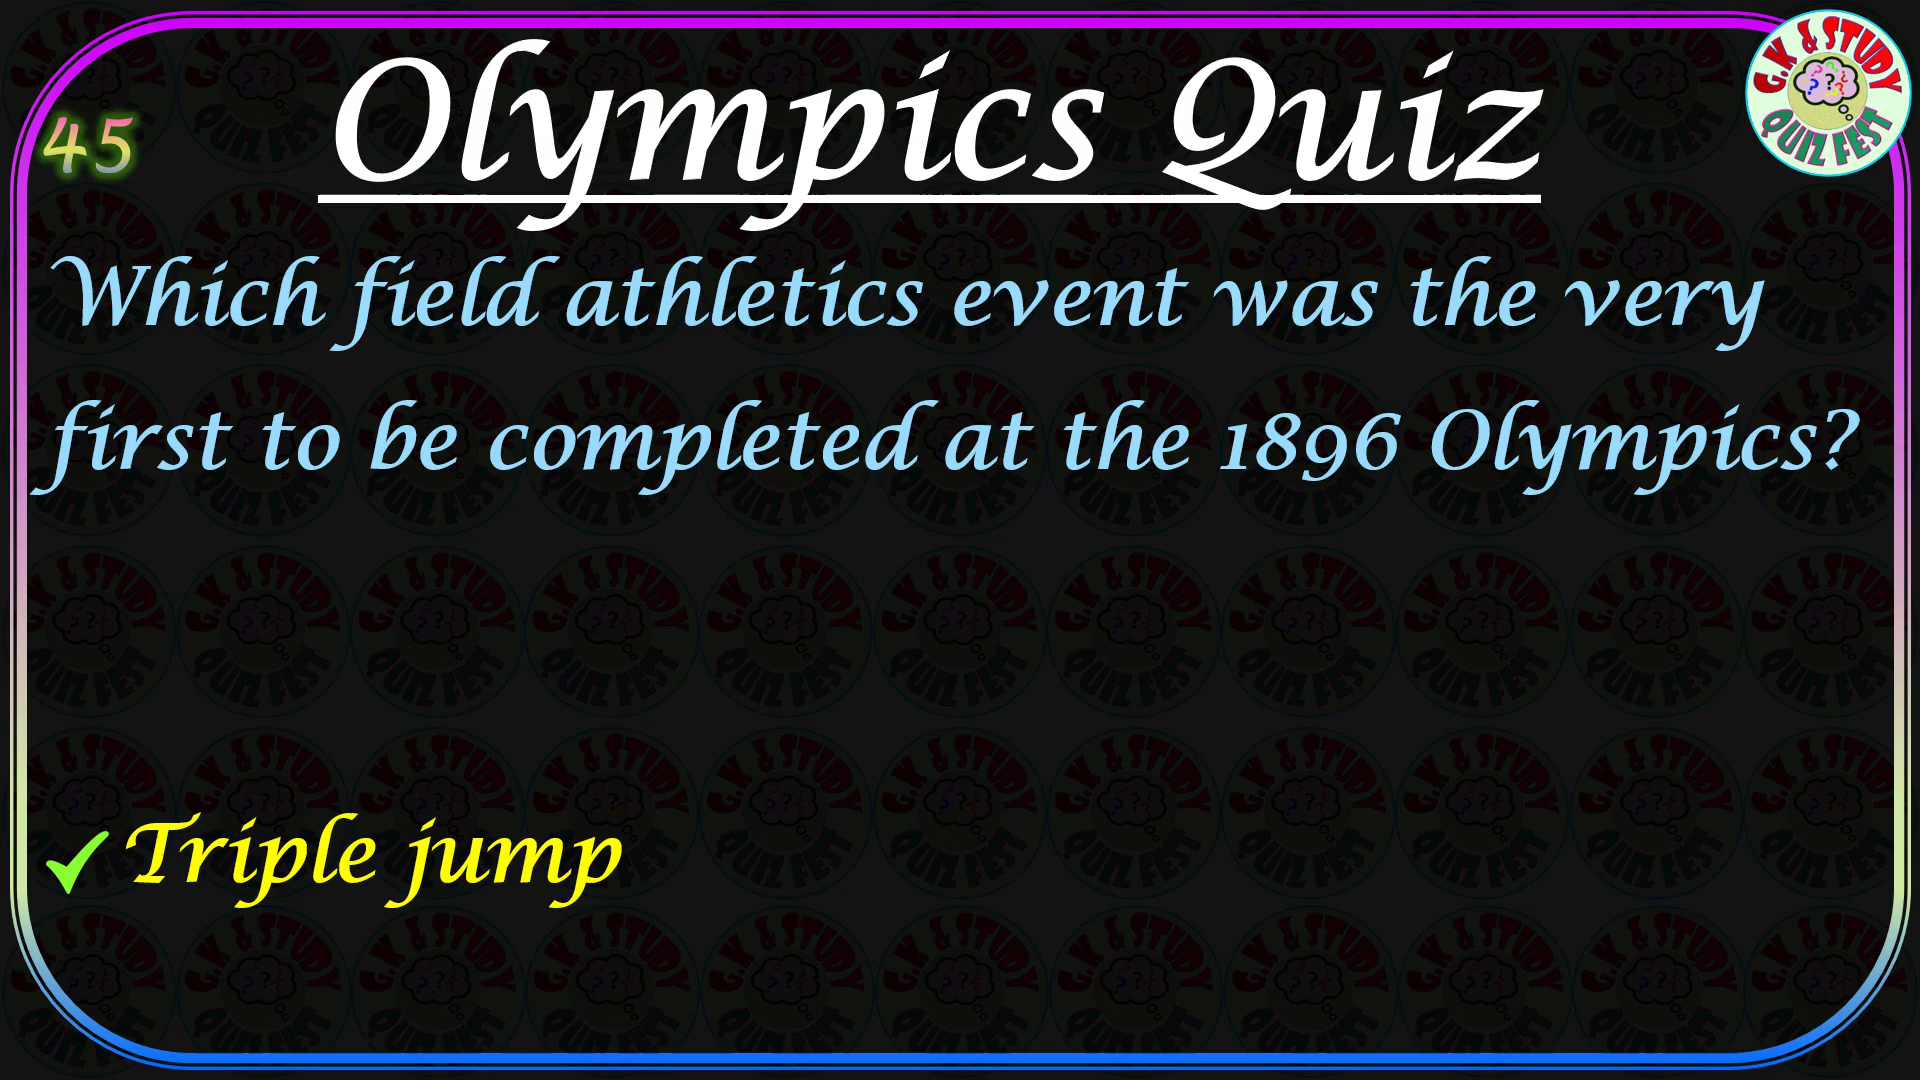 Olympics Quiz
G.K & STUDY
QUIZ FEST
45
Which field athletics event was the very
first to be completed at the 1896 Olympics?
Triple jump